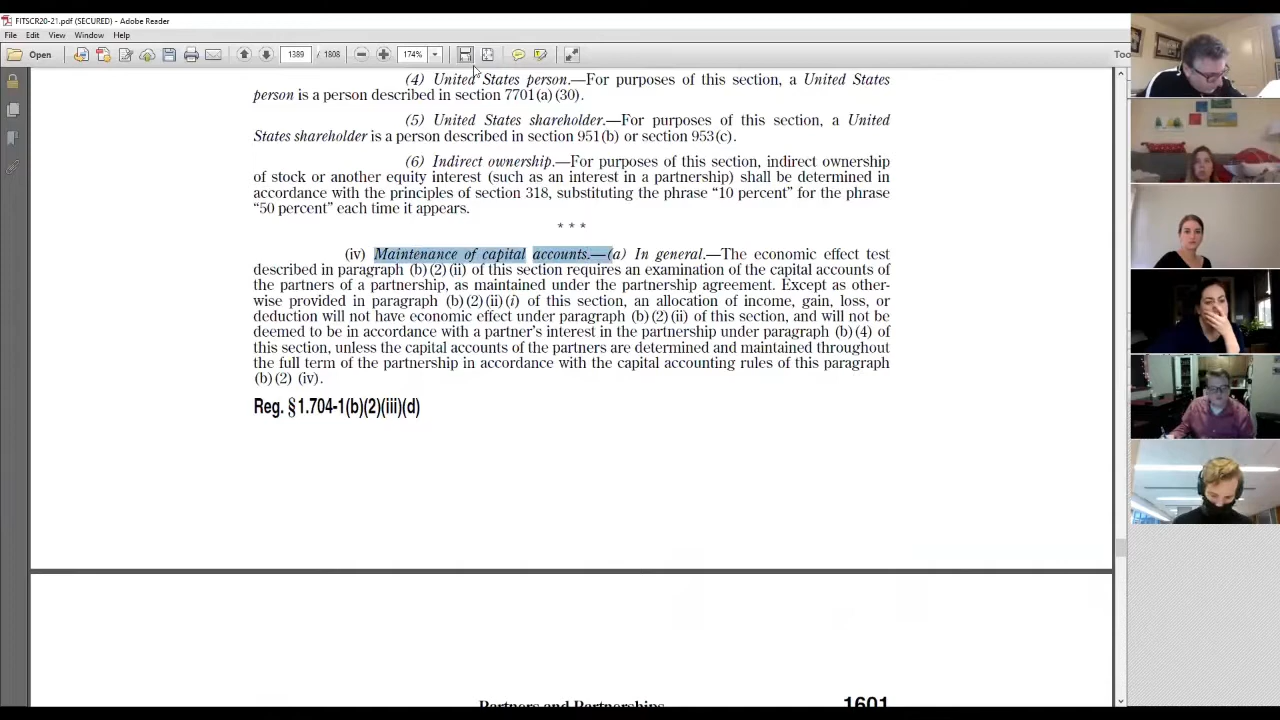 FITSCR20-21.pdf (SECURED) - Adobe Reader
File Edit View Window Help
Open 1389 / 1808 174% Too
(4) United States person.—For purposes of this section, a United States
person is a person described in section 7701(a)(30).
(5) United States shareholder.—For purposes of this section, a United
States shareholder is a person described in section 951(b) or section 953(c).
(6) Indirect ownership.—For purposes of this section, indirect ownership
of stock or another equity interest (such as an interest in a partnership) shall be determined in
accordance with the principles of section 318, substituting the phrase “10 percent” for the phrase
“50 percent” each time it appears.
* * *
(iv) Maintenance of capital accounts.—(a) In general.—The economic effect test
described in paragraph (b)(2)(ii) of this section requires an examination of the capital accounts of
the partners of a partnership, as maintained under the partnership agreement. Except as other-
wise provided in paragraph (b)(2)(ii)(i) of this section, an allocation of income, gain, loss, or
deduction will not have economic effect under paragraph (b)(2)(ii) of this section, and will not be
deemed to be in accordance with a partner’s interest in the partnership under paragraph (b)(4) of
this section, unless the capital accounts of the partners are determined and maintained throughout
the full term of the partnership in accordance with the capital accounting rules of this paragraph
(b)(2) (iv).
Reg. §1.704-1(b)(2)(iii)(d)
Partners and Partnerships 1601